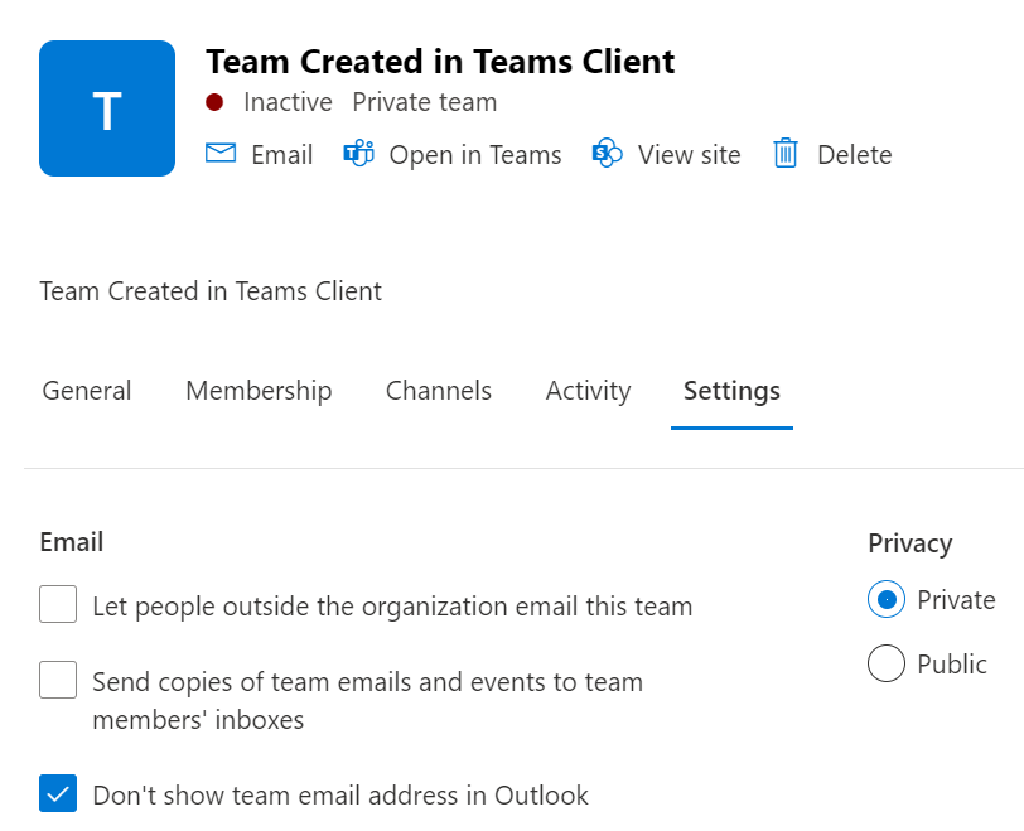 T
Team Created in Teams Client
Inactive Private team
Email Open in Teams View site Delete
Team Created in Teams Client
General Membership Channels Activity Settings
Email
Let people outside the organization email this team
Send copies of team emails and events to team
members' inboxes
Don't show team email address in Outlook
Privacy
Private
Public